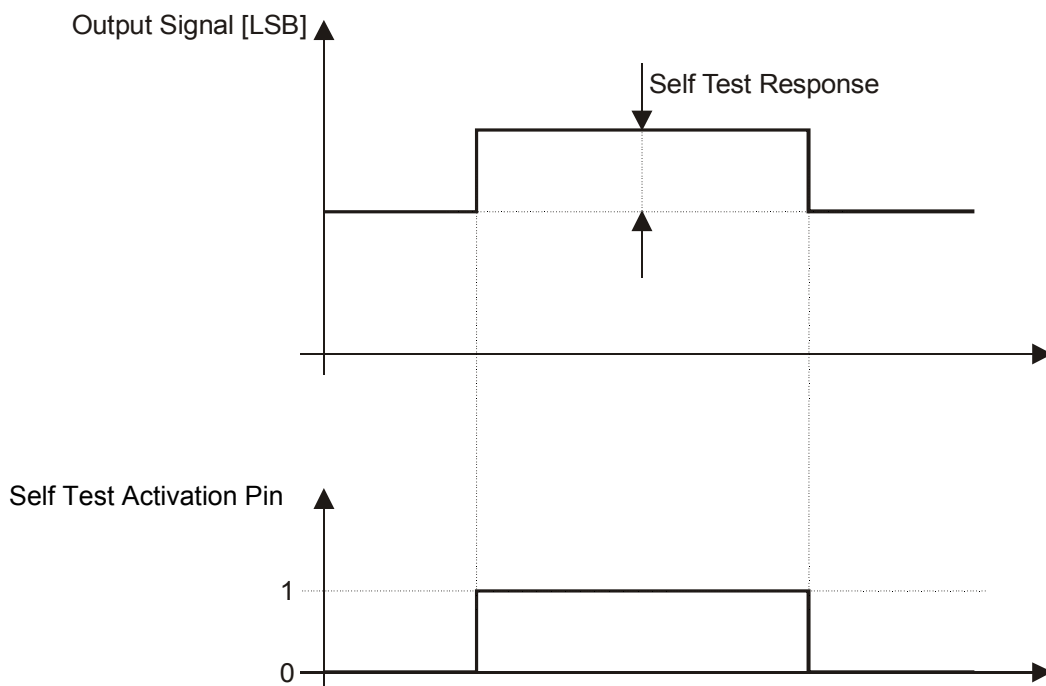 Output Signal [LSB]
Self Test Response
Self Test Activation Pin
1
0